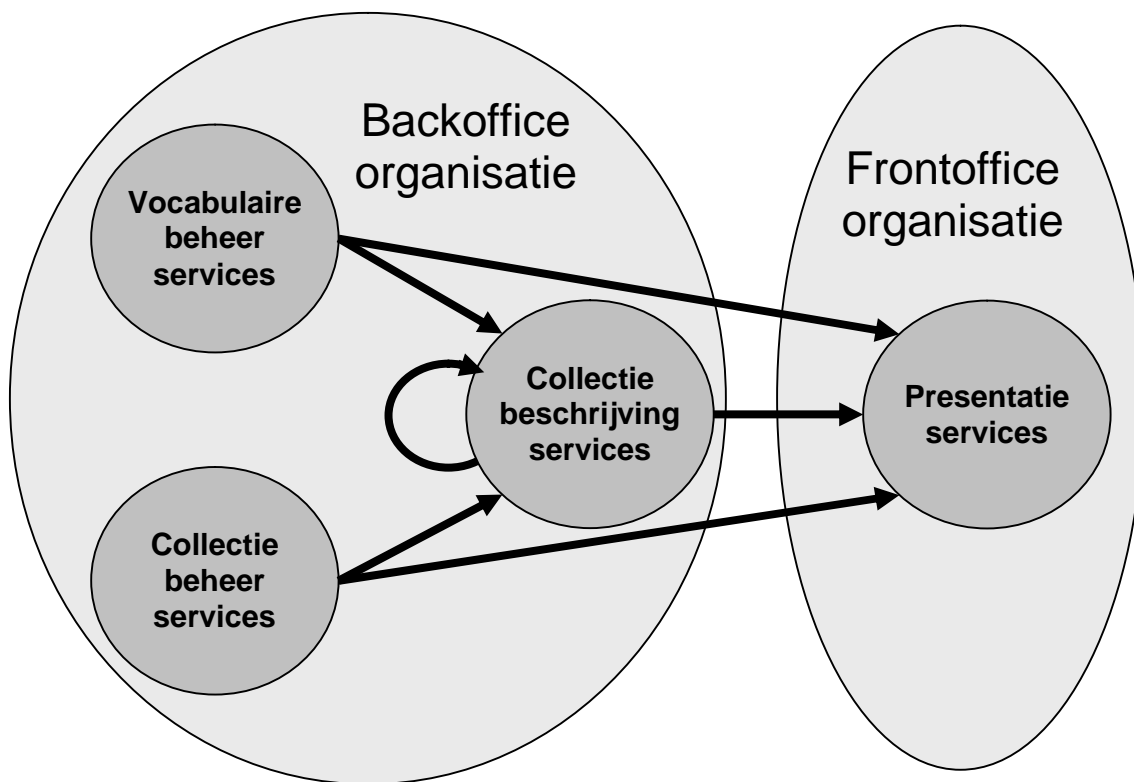 Backoffice
organisatie
Vocabulaire
beheer
services
Collectie
beschrijving
services
Collectie
beheer
services
Frontoffice
organisatie
Presentatie
services